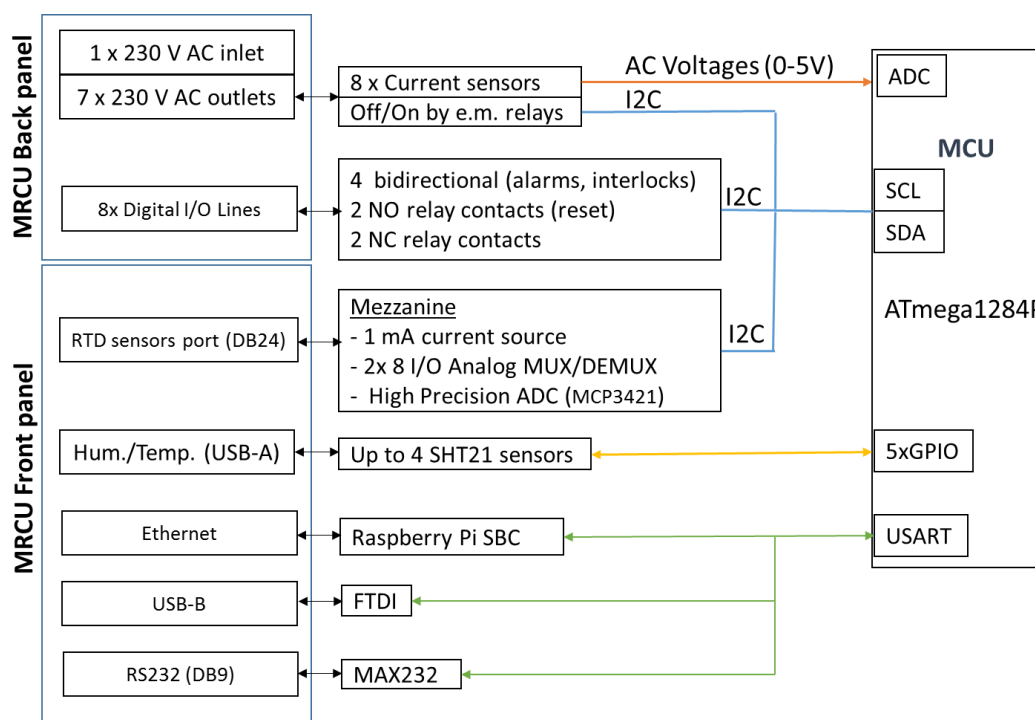 MRCU Back panel
1 x 230 V AC inlet
7 x 230 V AC outlets
8x Digital I/O Lines
8 x Current sensors
Off/On by e.m. relays
4 bidirectional (alarms, interlocks)
2 NO relay contacts (reset)
2 NC relay contacts
AC Voltages (0-5V)
I2C
I2C
MRCU Front panel
RTD sensors port (DB24)
Mezzanine
- 1 mA current source
- 2x 8 I/O Analog MUX/DEMUX
- High Precision ADC (MCP3421)
I2C
Hum./Temp. (USB-A)
Up to 4 SHT21 sensors
Ethernet
Raspberry Pi SBC
USB-B
FTDI
RS232 (DB9)
MAX232
ADC
MCU
SCL
SDA
ATmega1284P
5xGPIO
USART